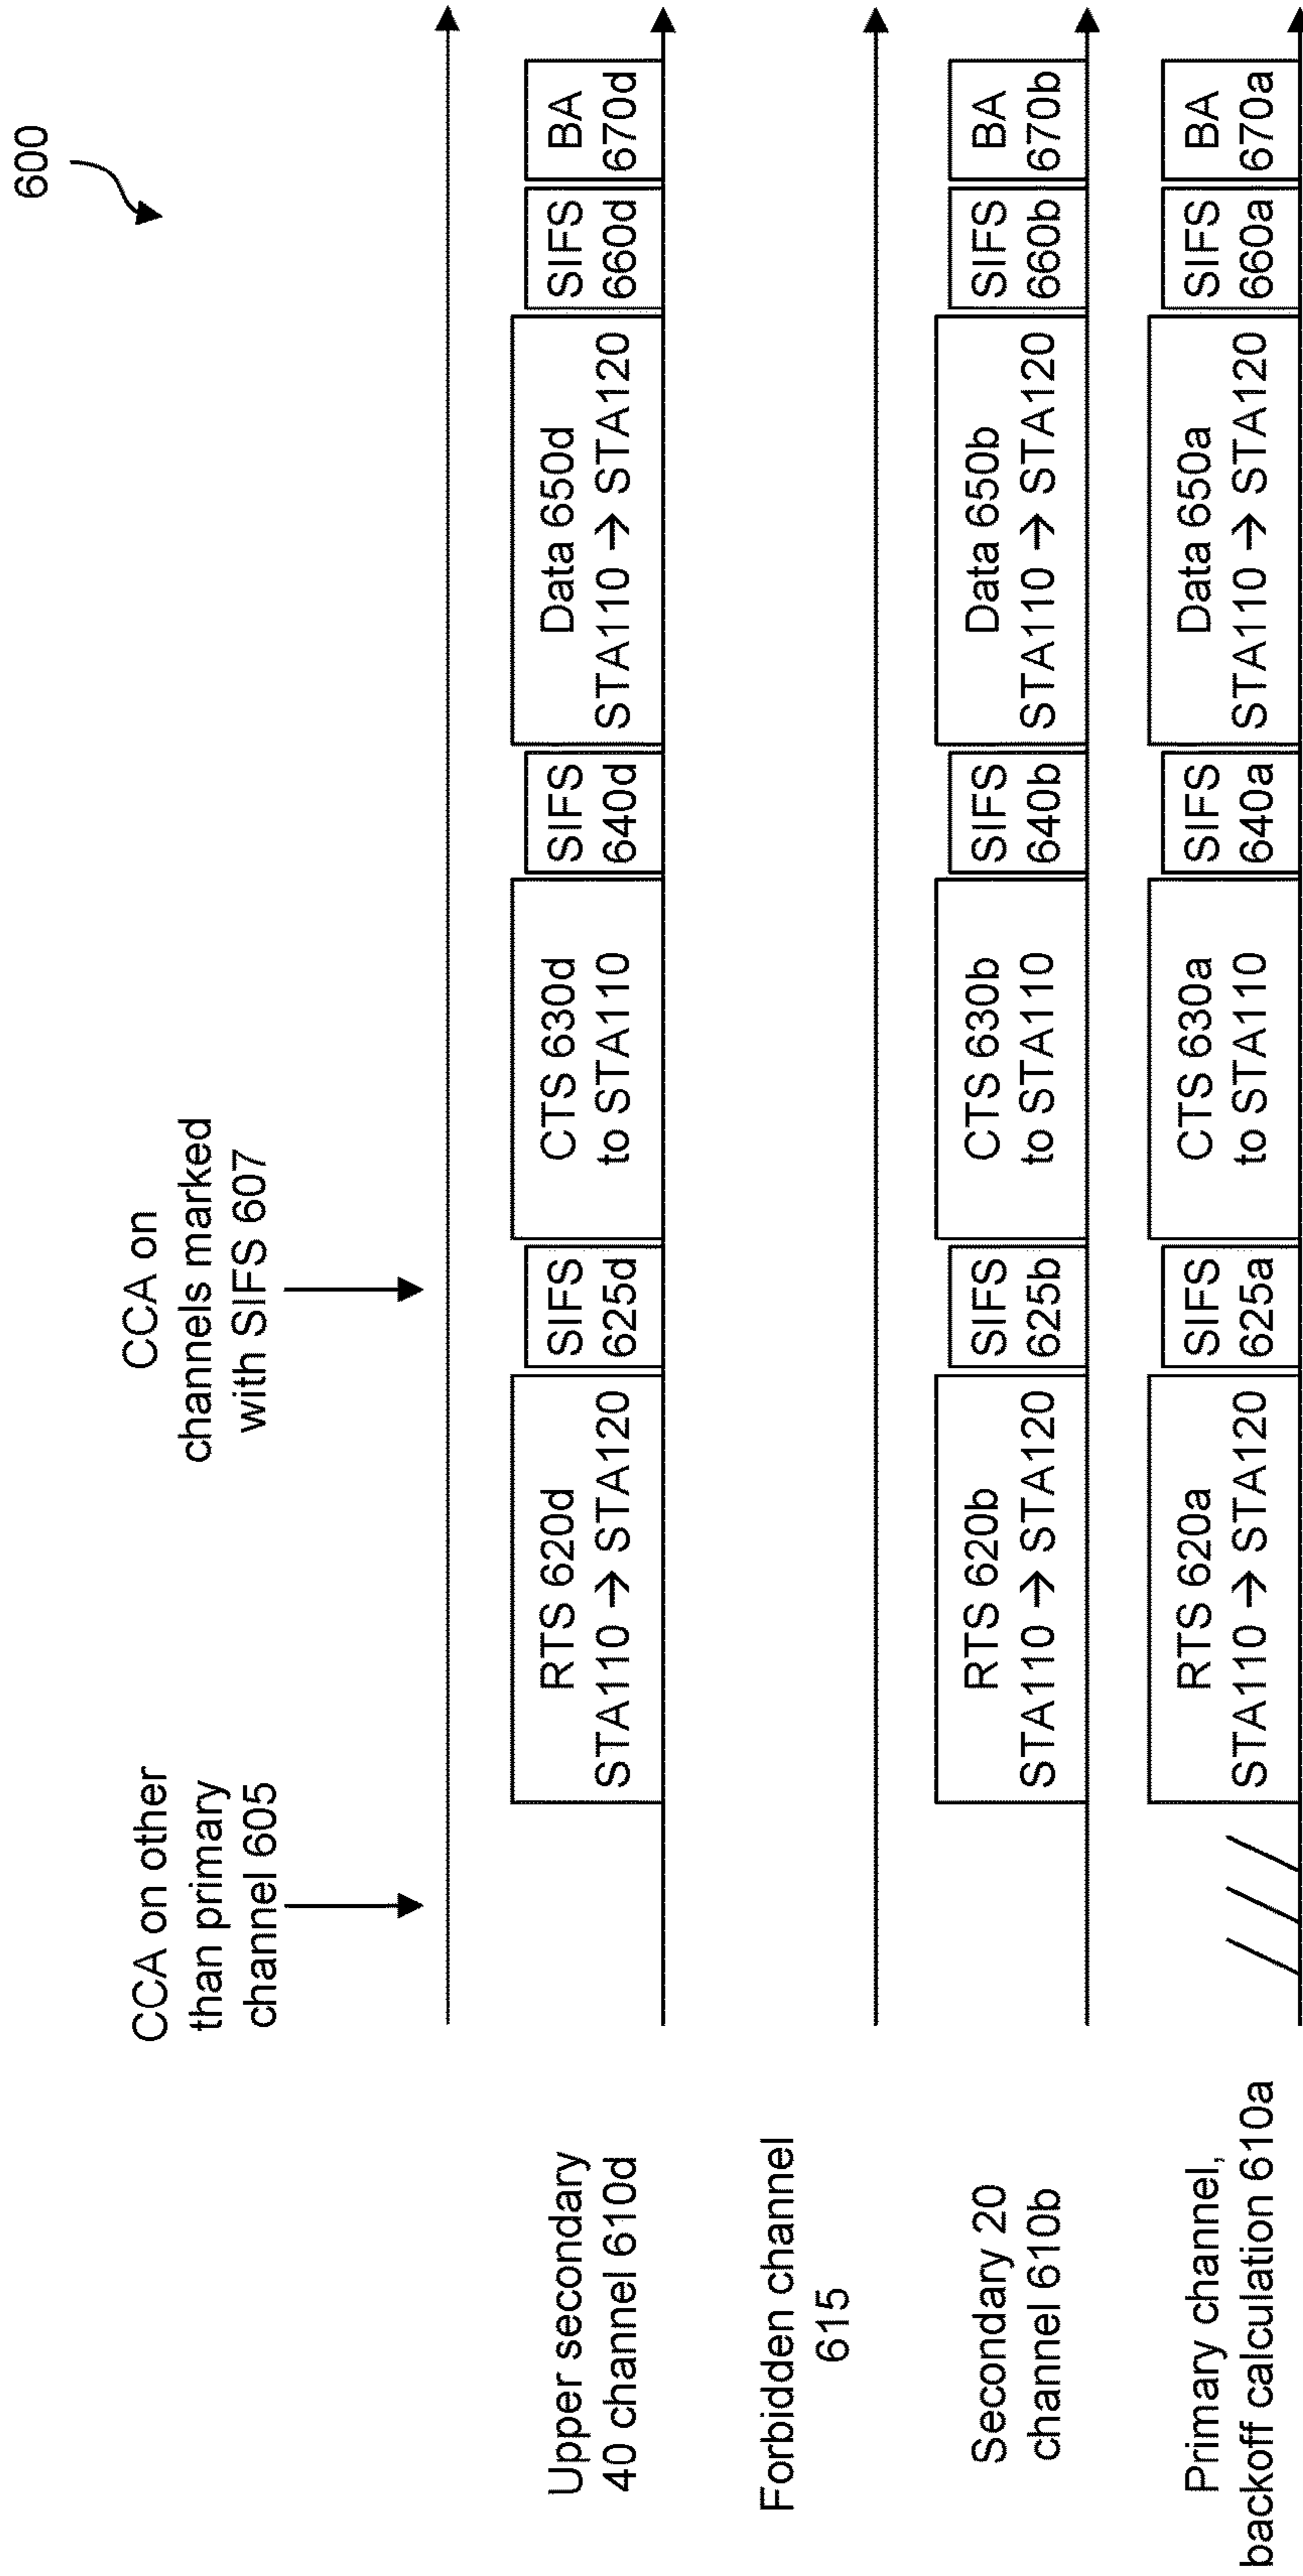 600
CCA on other
than primary
channel 605
CCA on
channels marked
with SIFS 607
Upper secondary
40 channel 610d
RTS 620d
STA110 → STA120
SIFS
625d
CTS 630d
to STA110
SIFS
640d
Data 650d
STA110 → STA120
SIFS
660d
BA
670d
Forbidden channel
615
Secondary 20
channel 610b
RTS 620b
STA110 → STA120
SIFS
625b
CTS 630b
to STA110
SIFS
640b
Data 650b
STA110 → STA120
SIFS
660b
BA
670b
Primary channel,
backoff calculation 610a
RTS 620a
STA110 → STA120
SIFS
625a
CTS 630a
to STA110
SIFS
640a
Data 650a
STA110 → STA120
SIFS
660a
BA
670a